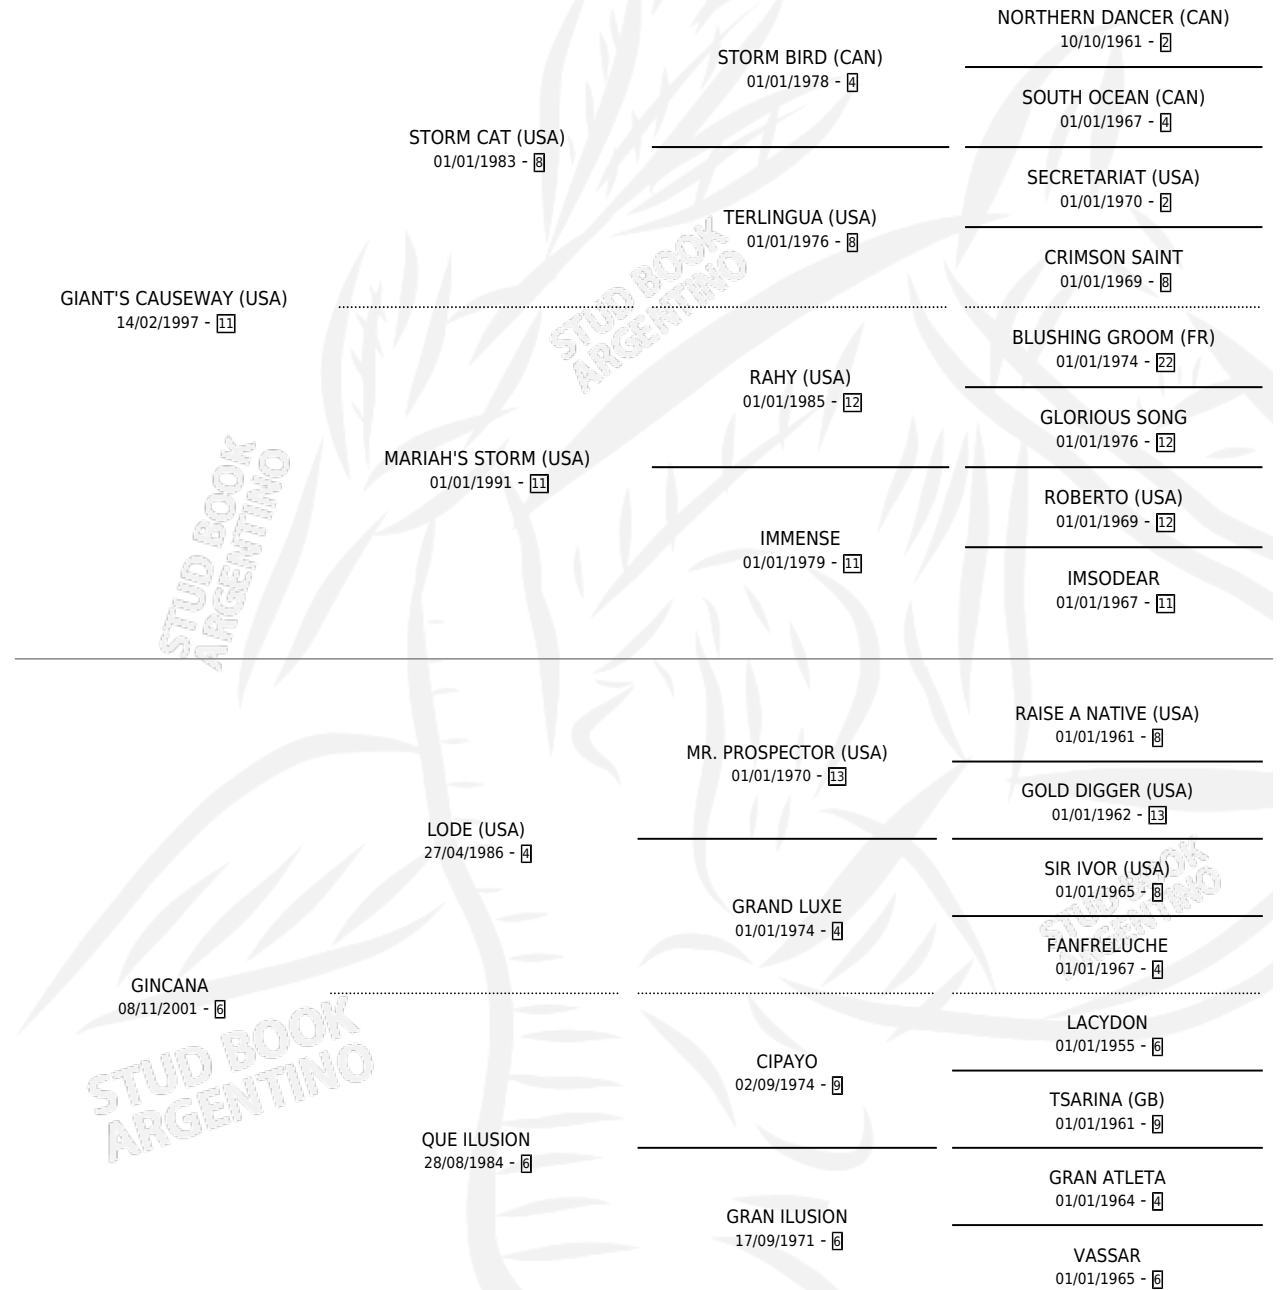 NORTHERN DANCER (CAN)
10/10/1961 - 2
STORM BIRD (CAN)
01/01/1978 - 4
SOUTH OCEAN (CAN)
01/01/1967 - 4
STORM CAT (USA)
01/01/1983 - 8
SECRETARIAT (USA)
01/01/1970 - 2
TERLINGUA (USA)
01/01/1976 - 8
CRIMSON SAINT
01/01/1969 - 8
GIANT'S CAUSEWAY (USA)
14/02/1997 - 11
BLUSHING GROOM (FR)
01/01/1974 - 22
RAHY (USA)
01/01/1985 - 12
GLORIOUS SONG
01/01/1976 - 12
MARIAH'S STORM (USA)
01/01/1991 - 11
ROBERTO (USA)
01/01/1969 - 12
IMMENSE
01/01/1979 - 11
IMSODEAR
01/01/1967 - 11
RAISE A NATIVE (USA)
01/01/1961 - 8
MR. PROSPECTOR (USA)
01/01/1970 - 13
GOLD DIGGER (USA)
01/01/1962 - 13
LODE (USA)
27/04/1986 - 4
SIR IVOR (USA)
01/01/1965 - 8
GRAND LUXE
01/01/1974 - 4
FANFRELUCHE
01/01/1967 - 4
GINCANA
08/11/2001 - 6
LACYDON
01/01/1955 - 6
CIPAYO
02/09/1974 - 9
TSARINA (GB)
01/01/1961 - 9
QUE ILUSION
28/08/1984 - 6
GRAN ATLETA
01/01/1964 - 4
GRAN ILUSION
17/09/1971 - 6
VASSAR
01/01/1965 - 6
STUD BOOK
ARGENTINO
STUD BOOK
ARGENTINO
STUD BOOK
ARGENTINO
STUD BOOK
ARGENTINO